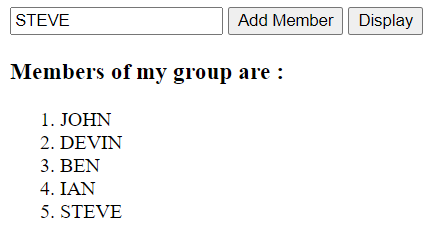 STEVE Add Member Display
Members of my group are :
1. JOHN
2. DEVIN
3. BEN
4. IAN
5. STEVE